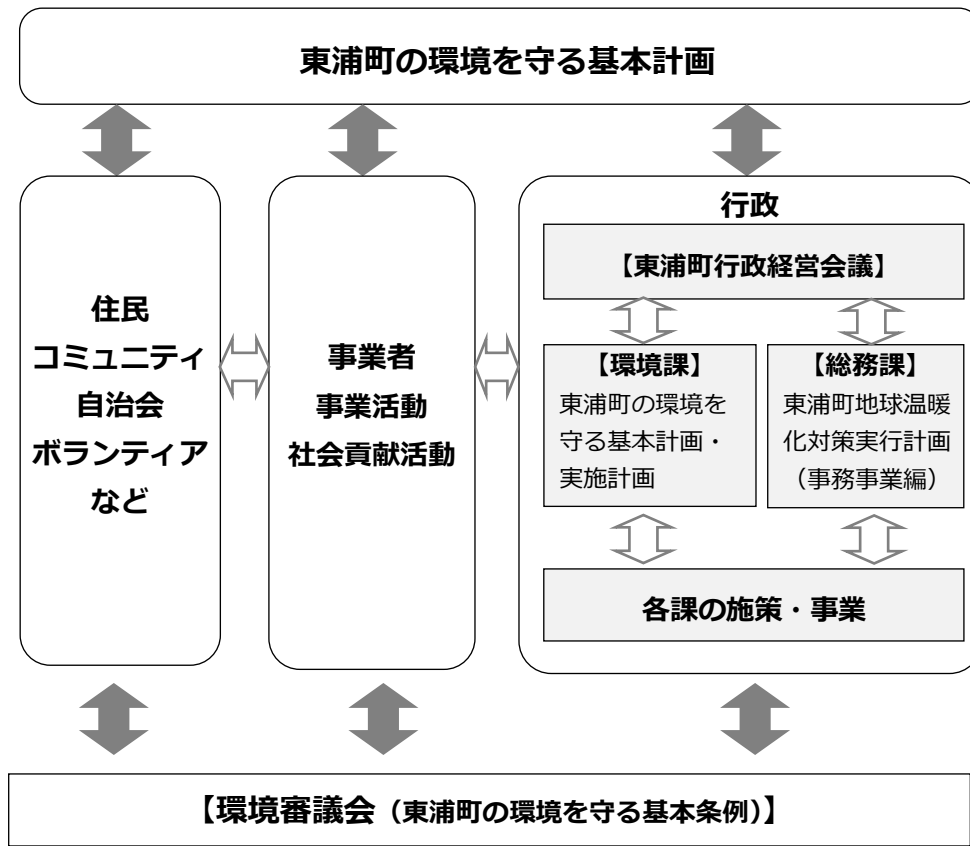 東浦町の環境を守る基本計画
住民
コミュニティ
自治会
ボランティア
など
事業者
事業活動
社会貢献活動
行政
【東浦町行政経営会議】
【環境課】
東浦町の環境を
守る基本計画・
実施計画
【総務課】
東浦町地球温暖
化対策実行計画
（事務事業編）
各課の施策・事業
【環境審議会（東浦町の環境を守る基本条例）】